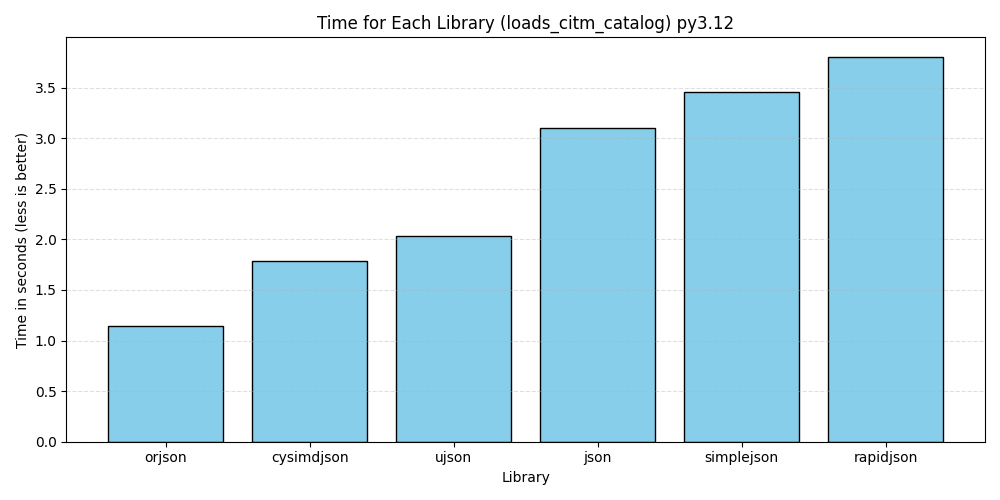 Time for Each Library (loads_citm_catalog) py3.12
Time in seconds (less is better)
3.5
3.0
2.5
2.0
1.5
1.0
0.5
0.0
orjson cysimdjson ujson json simplejson rapidjson
Library